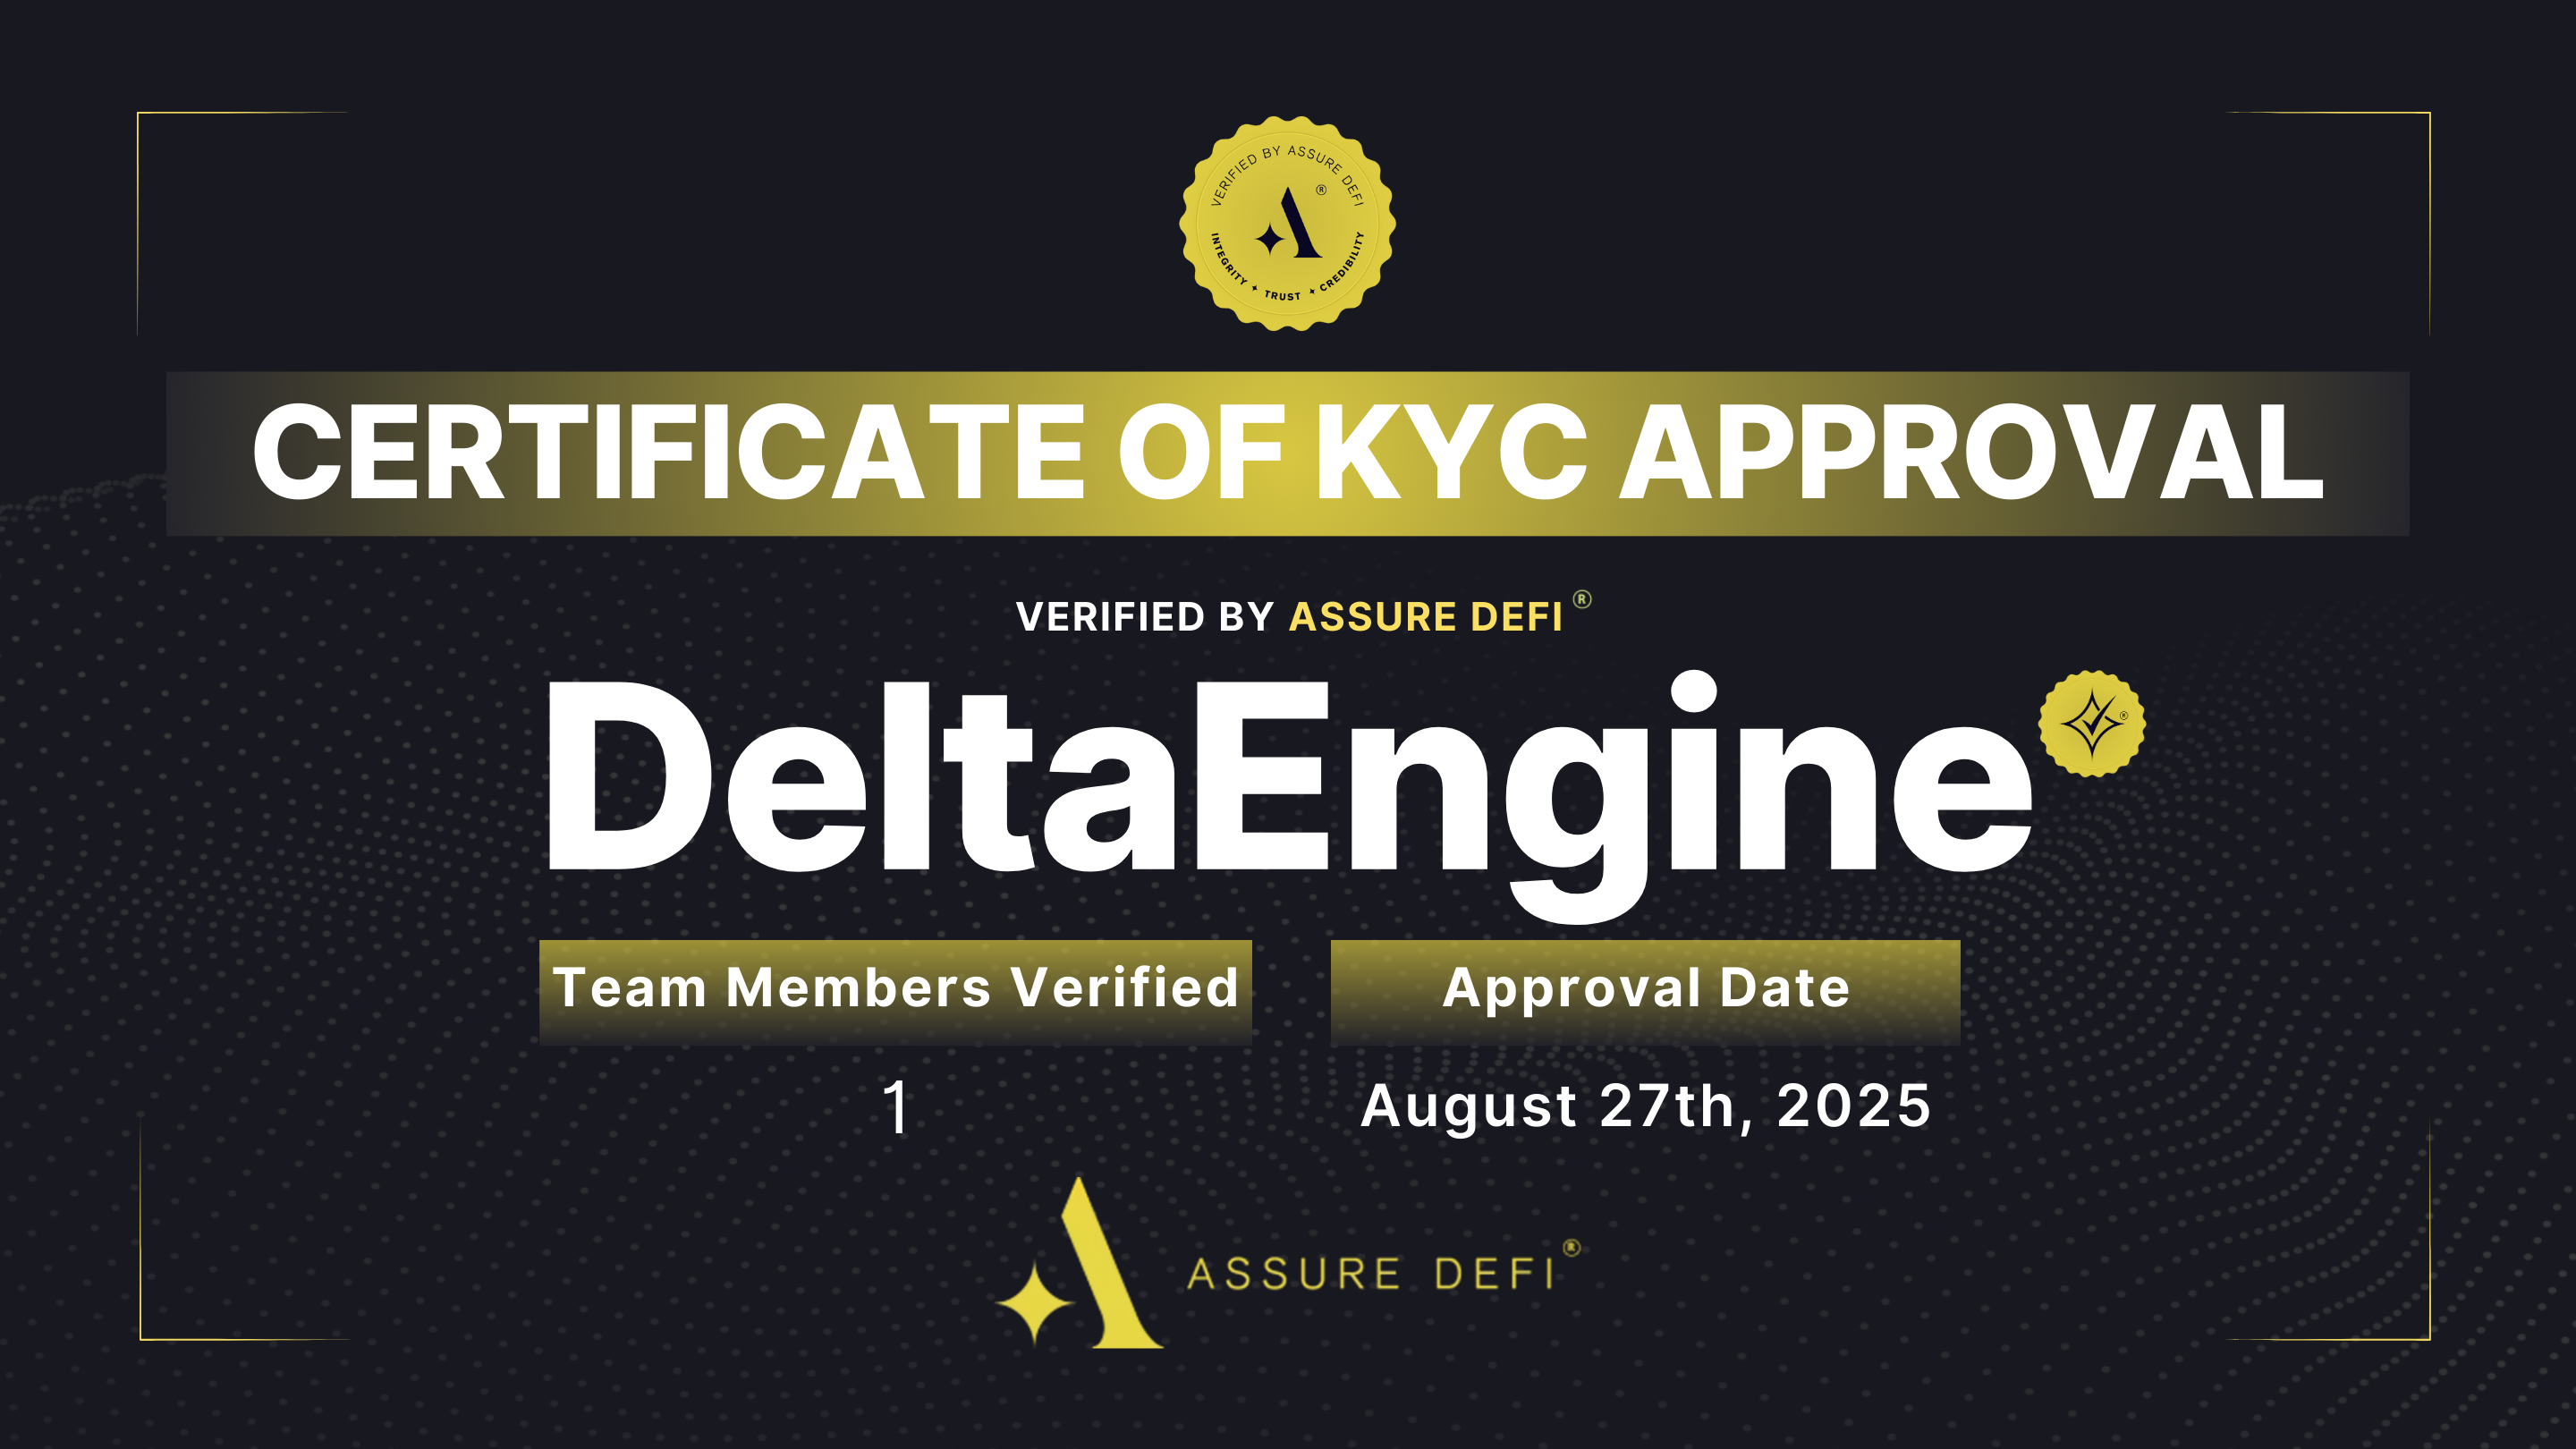 VERIFIED BY ASSURE DEFI
®
INTEGRITY ✦ TRUST ✦ CREDIBILITY
CERTIFICATE OF KYC APPROVAL
VERIFIED BY ASSURE DEFI®
DeltaEngine
®
Team Members Verified
Approval Date
1
August 27th, 2025
ASSURE DEFI®